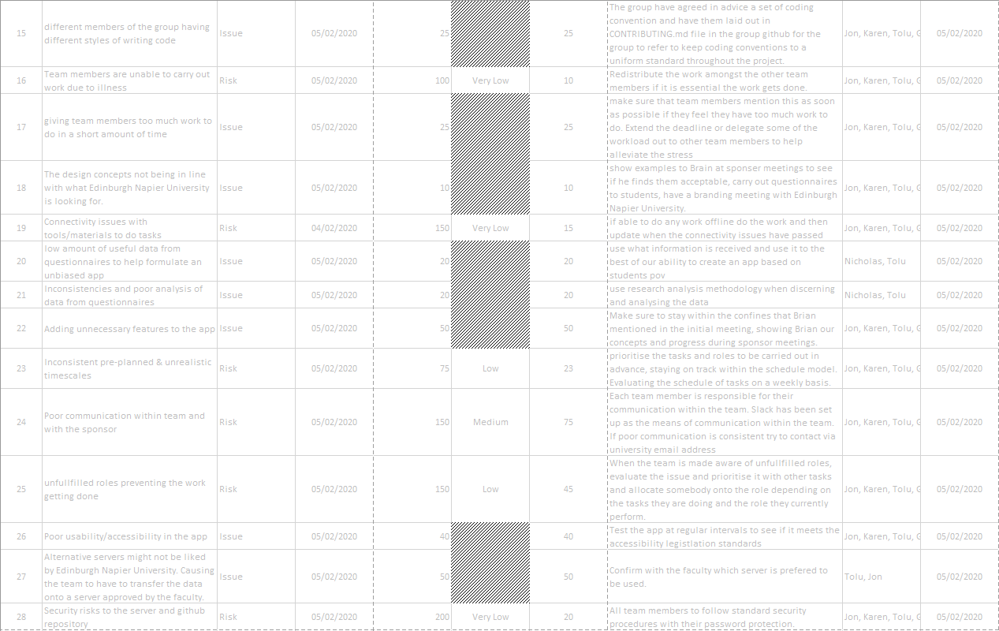 15
different members of the group having
different styles of writing code
Issue
05/02/2020
25
25
The group have agreed in advice a set of coding
convention and have them laid out in
CONTRIBUTING.md file in the group github for the
group to refer to keep coding conventions to a
uniform standard throughout the project.
Jon, Karen, Tolu, G
05/02/2020
16
Team members are unable to carry out
work due to illness
Risk
05/02/2020
100
Very Low
10
Redistribute the work amongst the other team
members if it is essential the work gets done.
Jon, Karen, Tolu, G
05/02/2020
17
giving team members too much work to
do in a short amount of time
Issue
05/02/2020
25
25
make sure that team members mention this as soon
as possible if they feel they have too much work to
do. Extend the deadline or delegate some of the
workload out to other team members to help
alleviate the stress
Jon, Karen, Tolu, G
05/02/2020
18
The design concepts not being in line
with what Edinburgh Napier University
is looking for.
Issue
05/02/2020
10
10
show examples to Brain at sponser meetings to see
if he finds them acceptable, carry out questionnaires
to students, have a branding meeting with Edinburgh
Napier University.
Jon, Karen, Tolu, G
05/02/2020
19
Connectivity issues with
tools/materials to do tasks
Risk
04/02/2020
150
Very Low
15
if able to do any work offline do the work and then
update when the connectivity issues have passed
Jon, Karen, Tolu, G
05/02/2020
20
low amount of useful data from
questionnaires to help formulate an
unbiased app
Issue
05/02/2020
20
20
use what information is received and use it to the
best of our ability to create an app based on
students pov
Nicholas, Tolu
05/02/2020
21
Inconsistencies and poor analysis of
data from questionnaires
Issue
05/02/2020
20
20
use research analysis methodology when discerning
and analysing the data
Nicholas, Tolu
05/02/2020
22
Adding unnecessary features to the app
Issue
05/02/2020
50
50
Make sure to stay within the confines that Brian
mentioned in the initial meeting, showing Brian our
concepts and progress during sponsor meetings.
Jon, Karen, Tolu, G
05/02/2020
23
Inconsistent pre-planned & unrealistic
timescales
Risk
05/02/2020
75
Low
23
prioritise the tasks and roles to be carried out in
advance, staying on track within the schedule model.
Evaluating the schedule of tasks on a weekly basis.
Jon, Karen, Tolu, G
05/02/2020
24
Poor communication within team and
with the sponsor
Risk
05/02/2020
150
Medium
75
Each team member is responsible for their
communication within the team. Slack has been set
up as the means of communication within the team.
If poor communication is consistent try to contact via
university email address
Jon, Karen, Tolu, G
05/02/2020
25
unfullfilled roles preventing the work
getting done
Risk
05/02/2020
150
Low
45
When the team is made aware of unfullfilled roles,
evaluate the issue and prioritise it with other tasks
and allocate somebody onto the role depending on
the tasks they are doing and the role they currently
perform.
Jon, Karen, Tolu, G
05/02/2020
26
Poor usability/accessibility in the app
Issue
05/02/2020
40
40
Test the app at regular intervals to see if it meets the
accessibility legistlation standards
Jon, Karen, Tolu, G
05/02/2020
27
Alternative servers might not be liked
by Edinburgh Napier University. Causing
the team to have to transfer the data
onto a server approved by the faculty.
Issue
05/02/2020
50
50
Confirm with the faculty which server is prefered to
be used.
Tolu, Jon
05/02/2020
28
Security risks to the server and github
repository
Risk
05/02/2020
200
Very Low
20
All team members to follow standard security
procedures with their password protection.
Jon, Karen, Tolu, G
05/02/2020